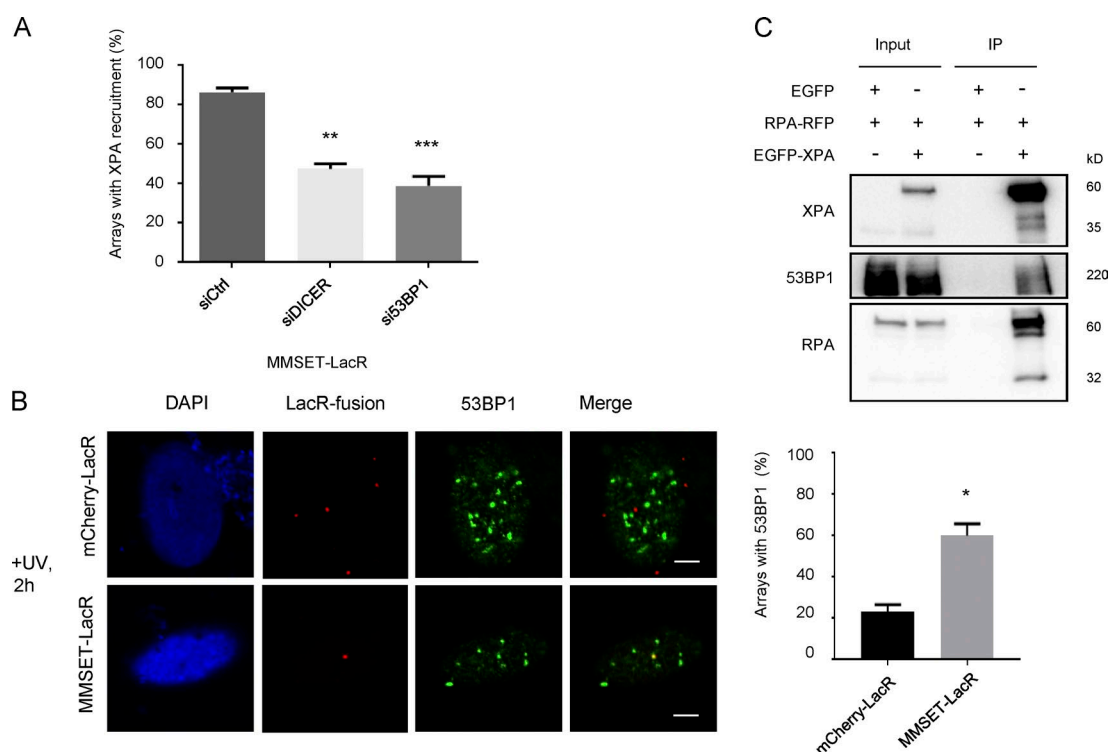 A
Arrays with XPA recruitment (%)
100
80
60
40
20
0
**
***
siCtrl
siDICER
si53BP1
MMSET-LacR
C
Input
IP
EGFP + - + -
RPA-RFP + + + +
EGFP-XPA - + - +
kD
XPA
60
35
53BP1
220
RPA
60
32
B
DAPI
LacR-fusion
53BP1
Merge
+UV,
2h
mCherry-LacR
MMSET-LacR
Arrays with 53BP1 (%)
100
80
60
40
20
0
*
mCherry-LacR
MMSET-LacR